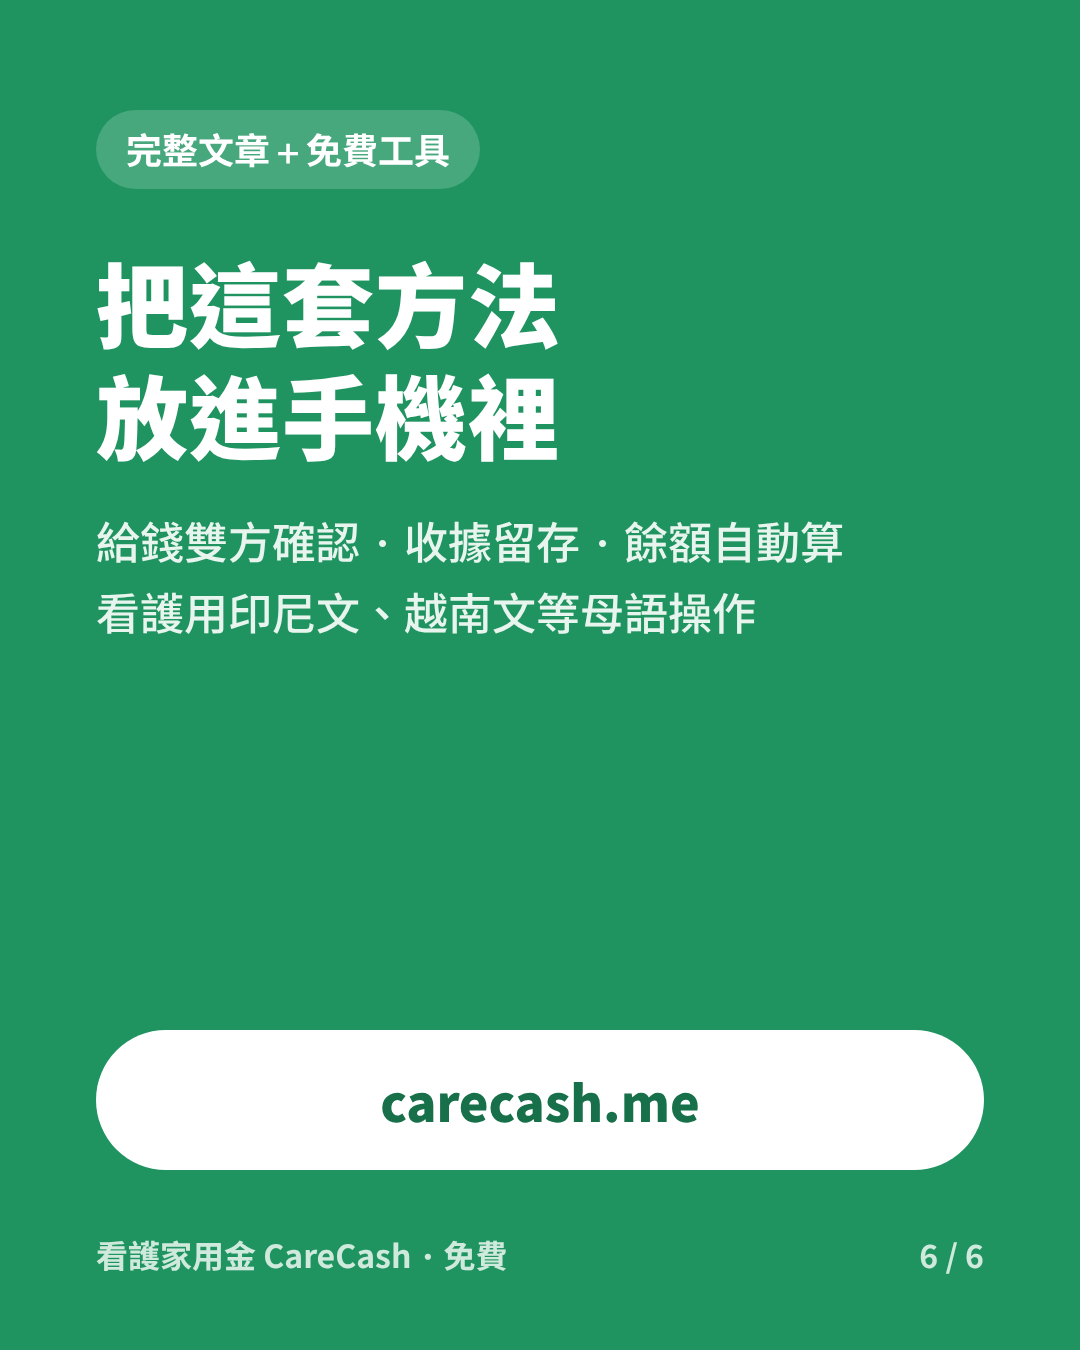 完整文章＋免費工具
把這套方法
放進手機裡
給錢雙方確認・收據留存・餘額自動算
看護用印尼文、越南文等母語操作
carecash.me
看護家用金 CareCash・免費
6 / 6